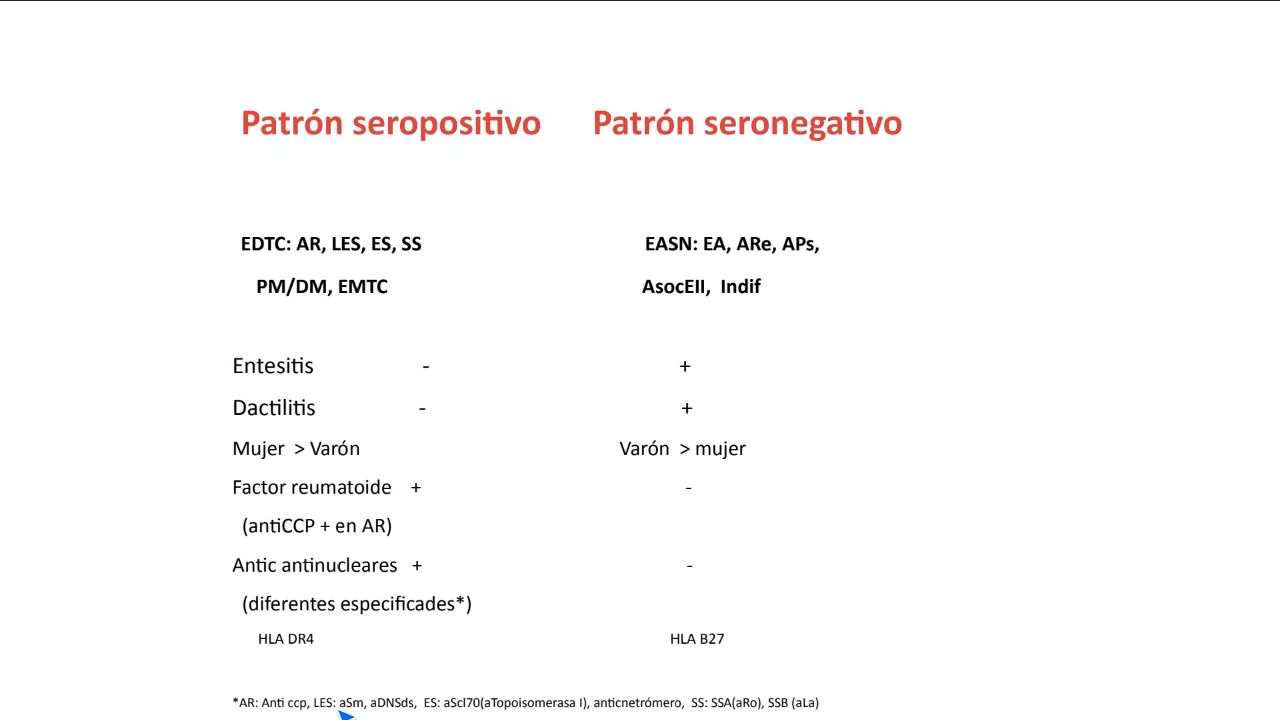 Patrón seropositivo Patrón seronegativo
EDTC: AR, LES, ES, SS EASN: EA, ARe, APs,
PM/DM, EMTC AsocEII, Indif
Entesitis - +
Dactilitis - +
Mujer > Varón Varón > mujer
Factor reumatoide + -
(antiCCP + en AR)
Antic antinucleares + -
(diferentes especificades*)
HLA DR4 HLA B27
*AR: Anti ccp, LES: aSm, aDNSds, ES: aScl70(aTopoisomerasa I), anticnetrómero, SS: SSA(aRo), SSB (aLa)